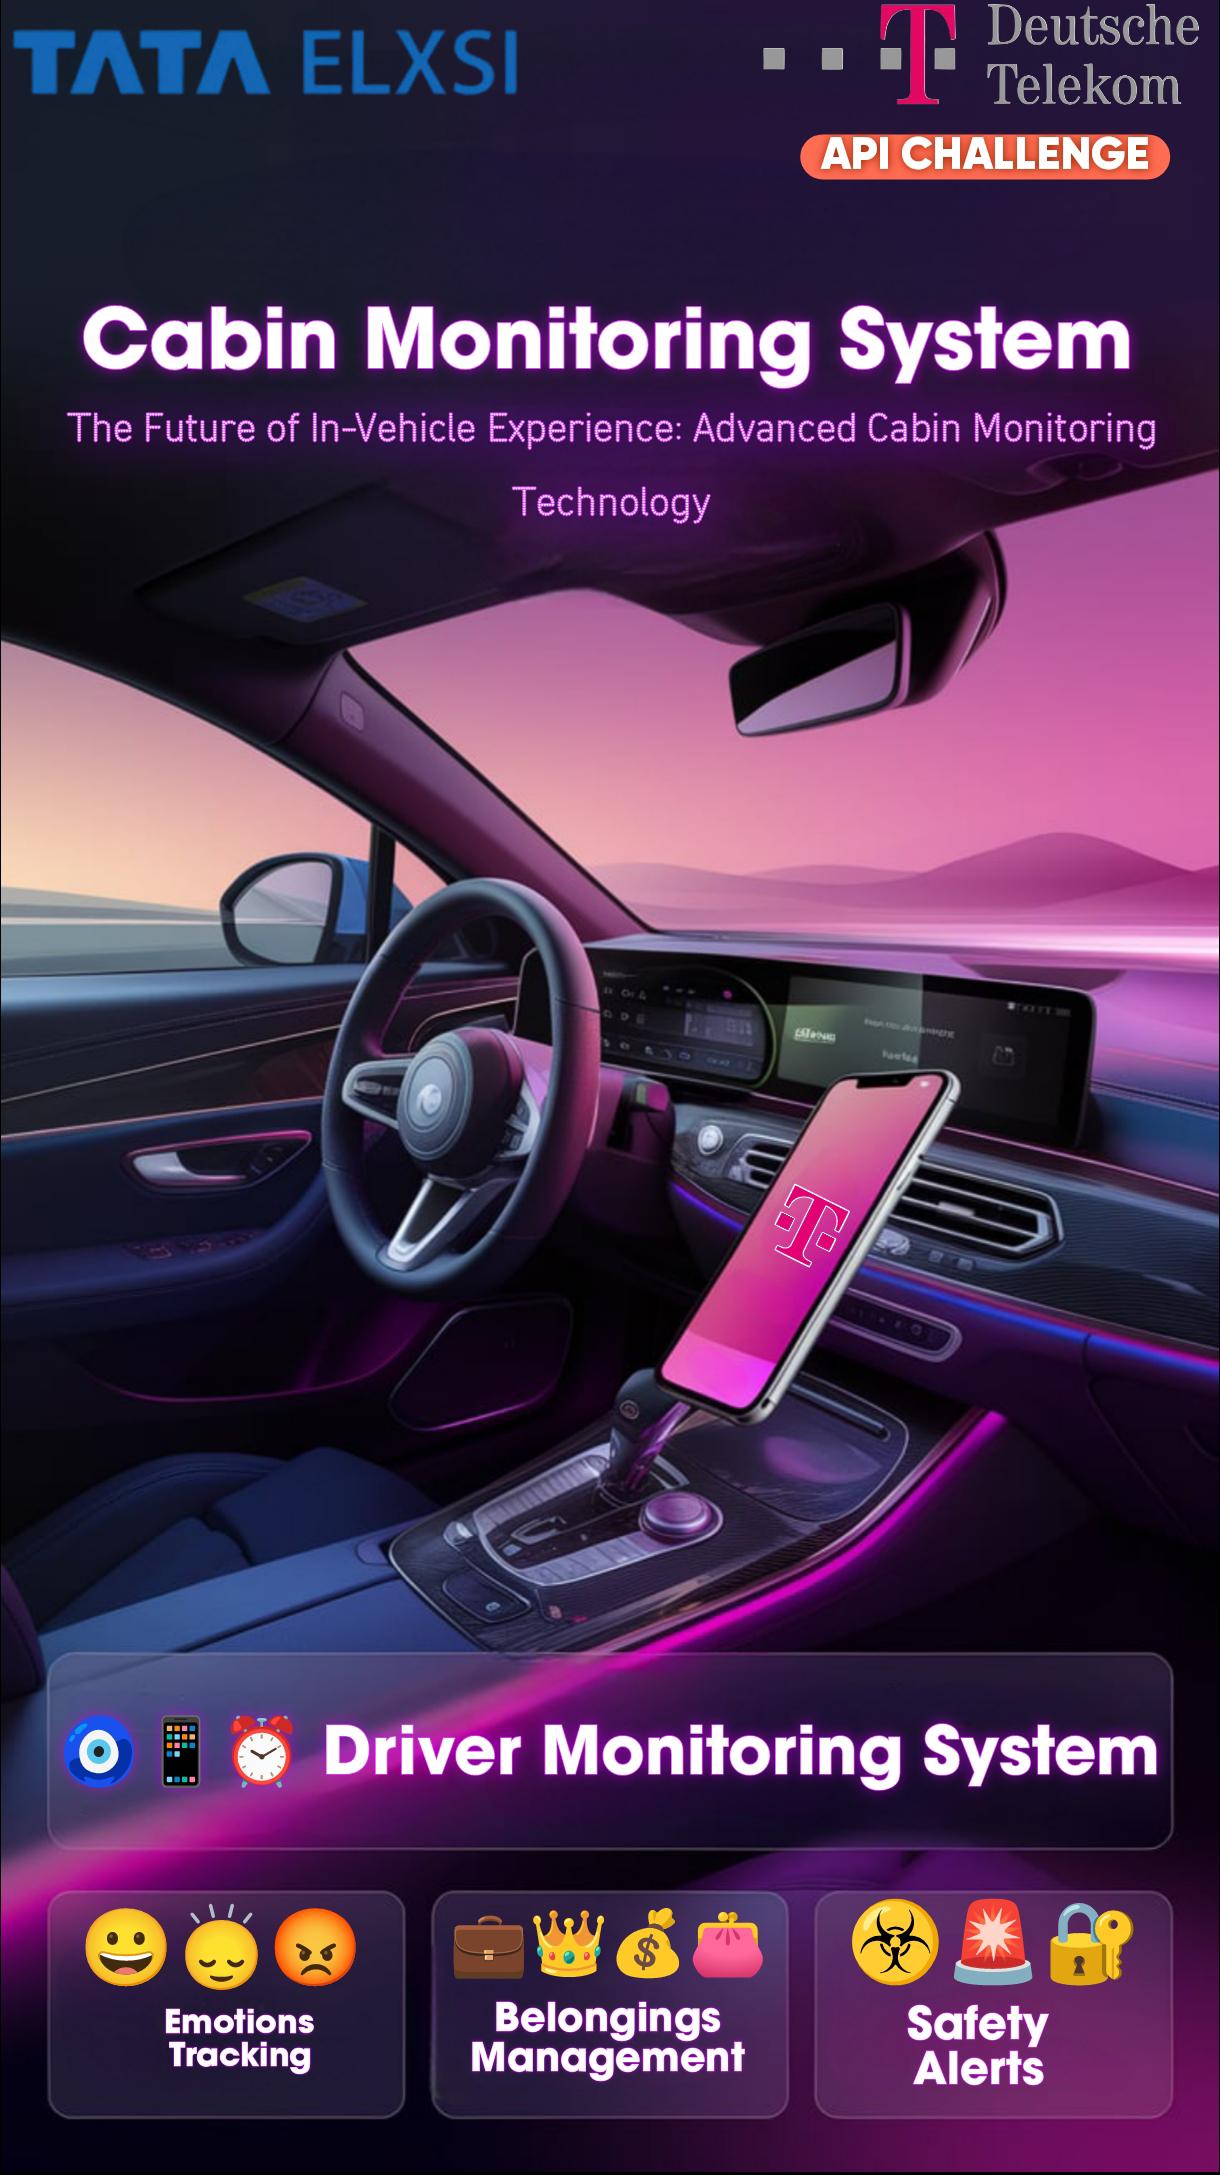 TATA ELXSI
Deutsche
Telekom
API CHALLENGE
Cabin Monitoring System
The Future of In-Vehicle Experience: Advanced Cabin Monitoring
Technology
Driver Monitoring System
Emotions
Tracking
Belongings
Management
Safety
Alerts